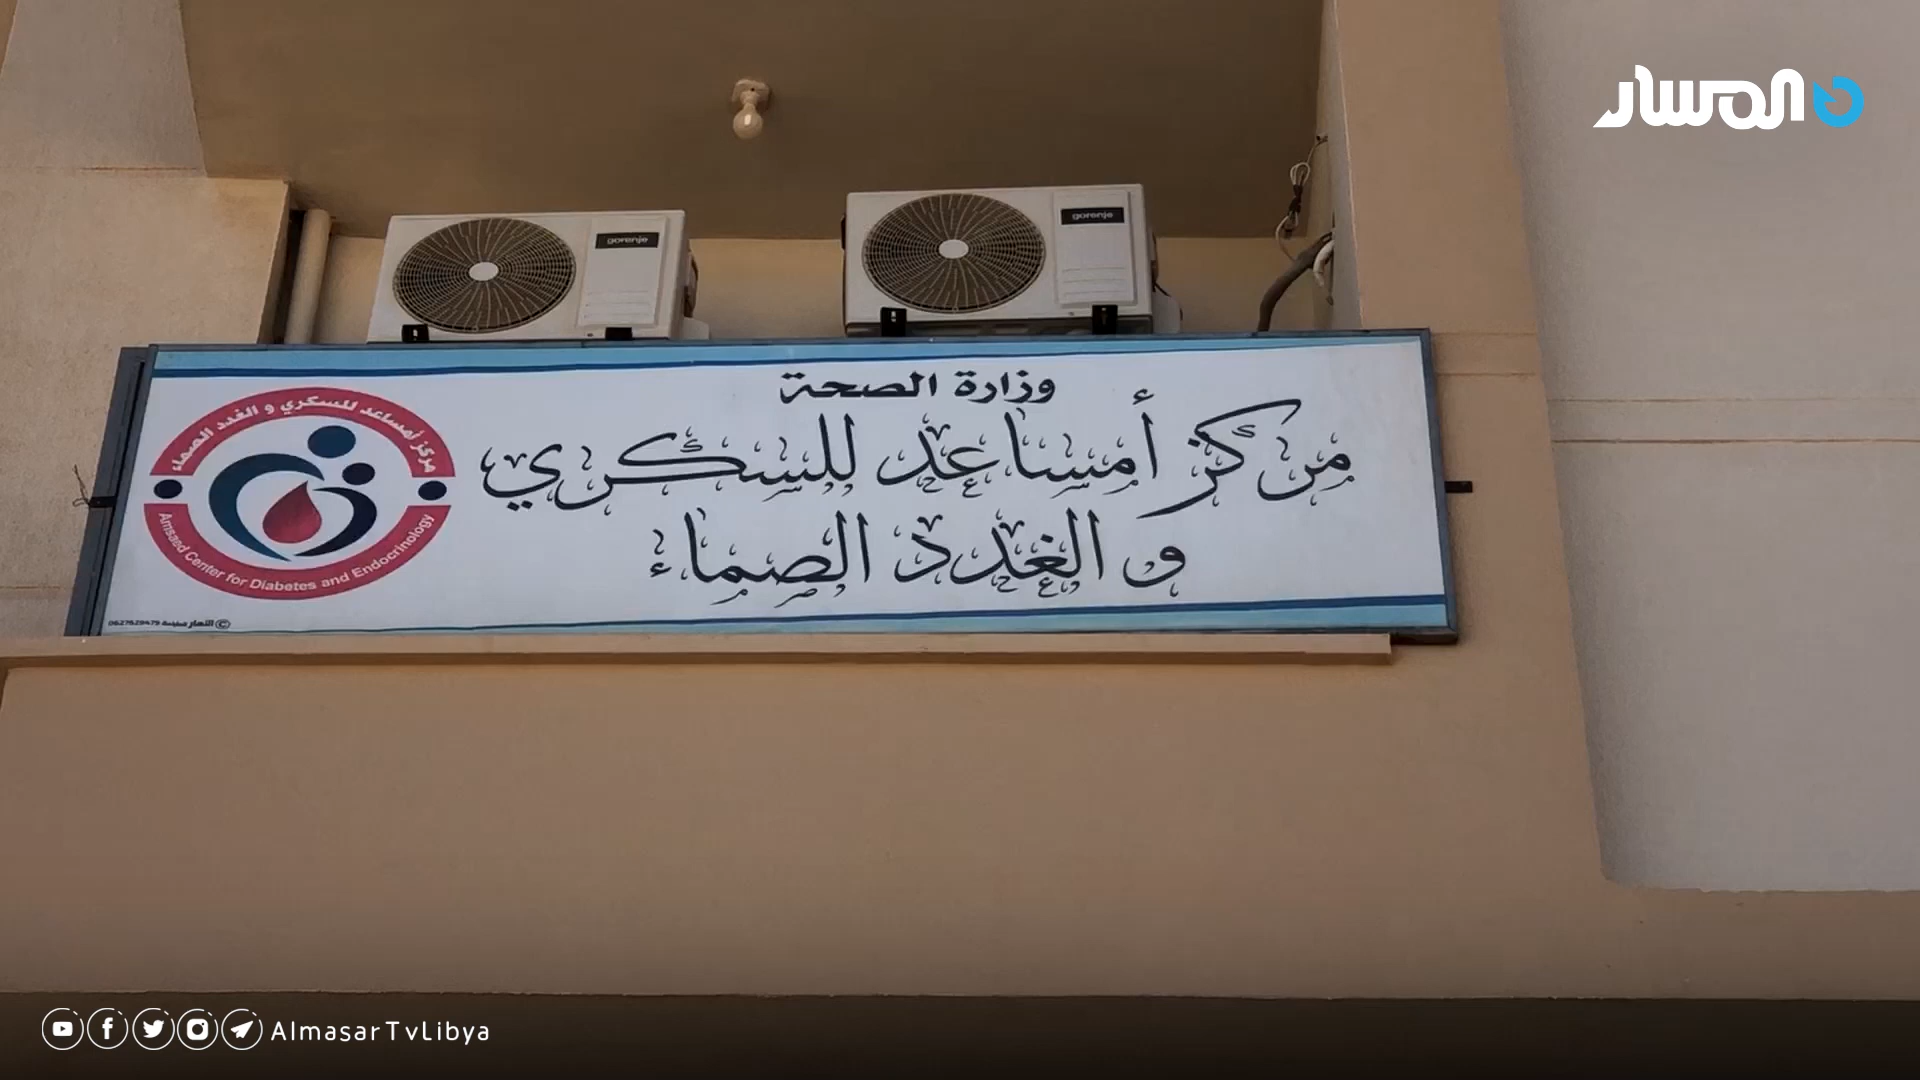 المسار
gorenje
gorenje
وزارة الصحة
مركز أمساعد للسكري
و الغدد الصماء
مركز أمساعد للسكري و الغدد الصماء
Amsaed Center for Diabetes and Endocrinology
AlmasarTvLibya